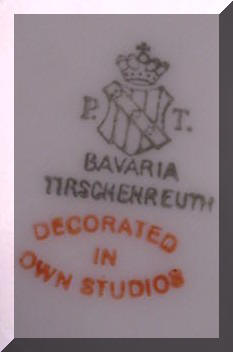 P. T.
BAVARIA
TIRSCHENREUTH
DECORATED
IN
OWN STUDIOS